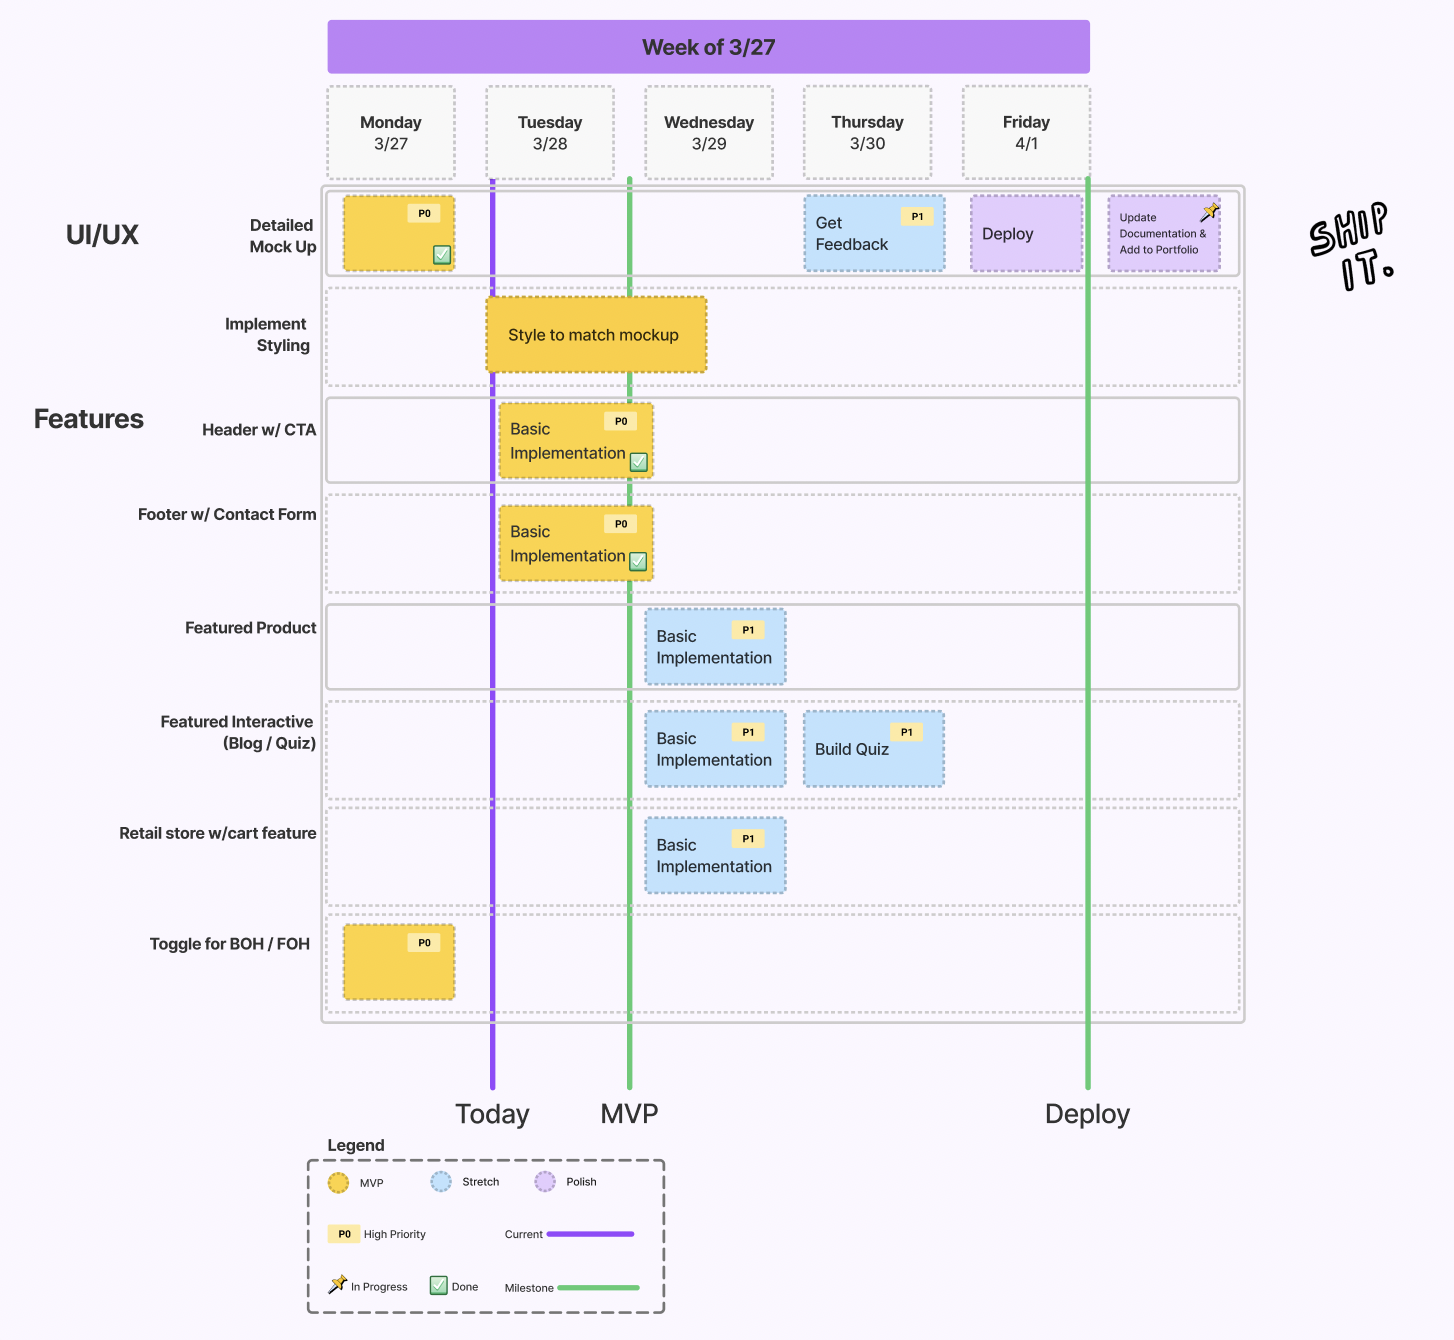 Week of 3/27
Monday
3/27
Tuesday
3/28
Wednesday
3/29
Thursday
3/30
Friday
4/1
UI/UX
Detailed
Mock Up
P0
Get
Feedback
P1
Deploy
Update
Documentation &
Add to Portfolio
SHIP
IT.
Implement
Styling
Style to match mockup
Features
Header w/ CTA
Basic
Implementation
P0
Footer w/ Contact Form
Basic
Implementation
P0
Featured Product
Basic
Implementation
P1
Featured Interactive
(Blog / Quiz)
Basic
Implementation
P1
Build Quiz
P1
Retail store w/cart feature
Basic
Implementation
P1
Toggle for BOH / FOH
P0
Today
MVP
Deploy
Legend
MVP
Stretch
Polish
P0
High Priority
Current
In Progress
Done
Milestone